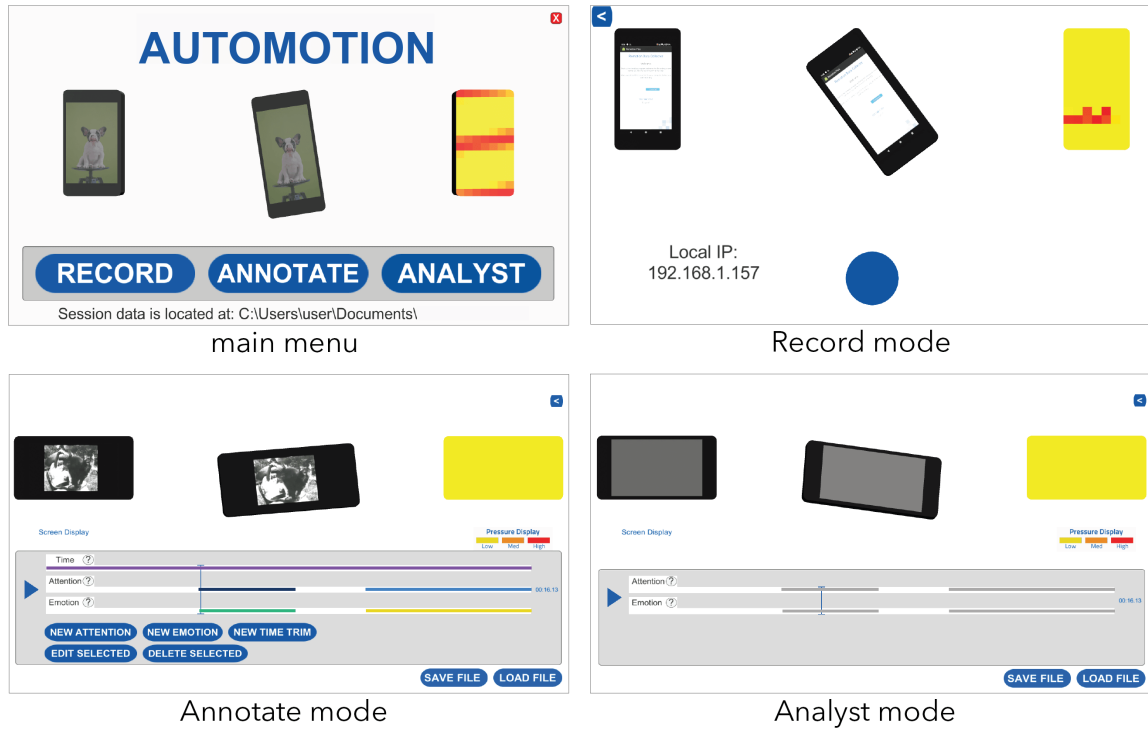 AUTOMOTION
X
RECORD
ANNOTATE
ANALYST
Session data is located at: C:\Users\user\Documents\
main menu
<
Local IP:
192.168.1.157
Record mode
<
Screen Display
Pressure Display
Low Med High
Time ?
Attention ?
00:16.13
Emotion ?
NEW ATTENTION
NEW EMOTION
NEW TIME TRIM
EDIT SELECTED
DELETE SELECTED
SAVE FILE
LOAD FILE
Annotate mode
<
Screen Display
Pressure Display
Low Med High
Attention ?
00:16.13
Emotion ?
SAVE FILE
LOAD FILE
Analyst mode